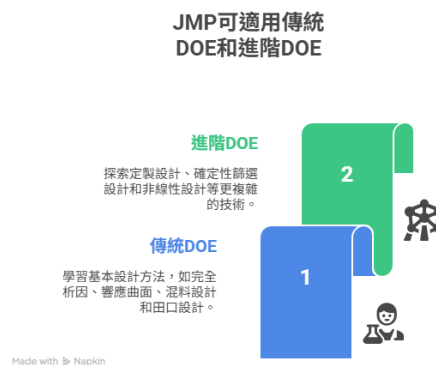 JMP可適用傳統
DOE和進階DOE
進階DOE
探索定製設計、確定性篩選
設計和非線性設計等更複雜
的技術。
2
傳統DOE
學習基本設計方法，如完全
析因、響應曲面、混料設計
和田口設計。
1
Made with Napkin